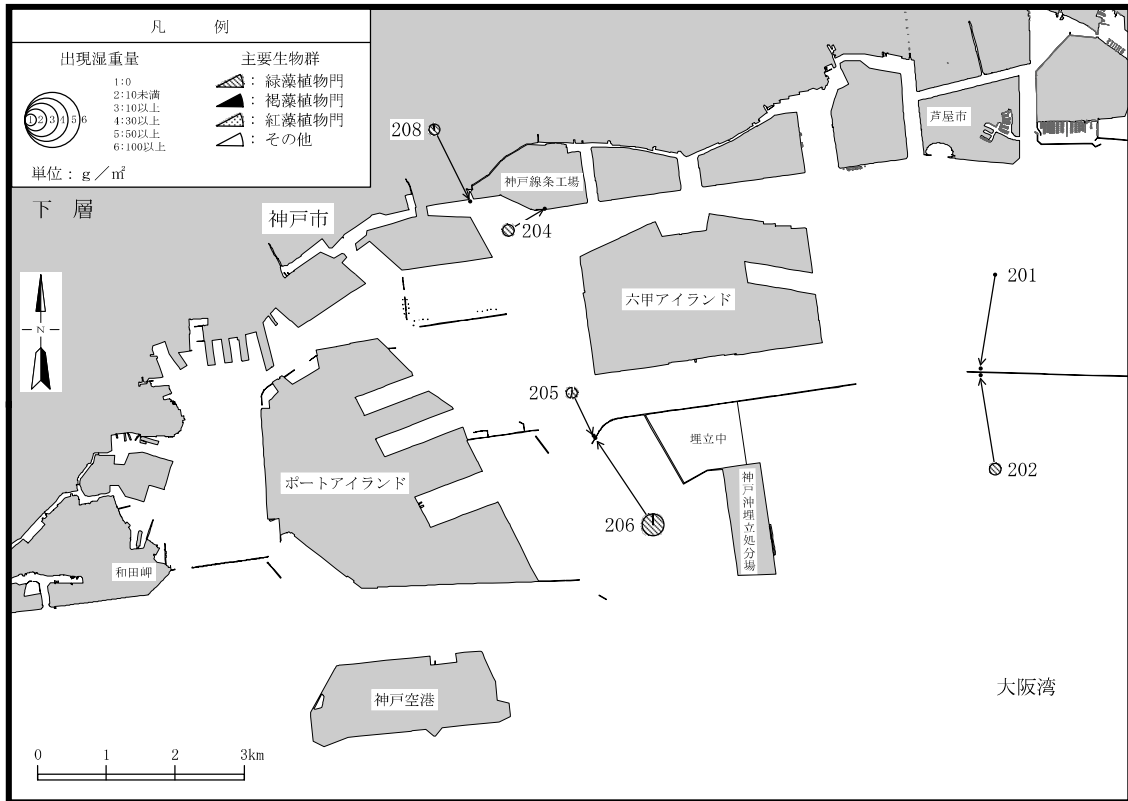 凡 例
出現湿重量
1:0
2:10未満
3:10以上
4:30以上
5:50以上
6:100以上
1 2 3 4 5 6
単位：g／㎡
主要生物群
：緑藻植物門
：褐藻植物門
：紅藻植物門
：その他
下 層
N
神戸市
208
神戸線条工場
204
芦屋市
六甲アイランド
201
205
埋立中
202
ポートアイランド
206
神戸沖埋立処分場
和田岬
神戸空港
大阪湾
0 1 2 3km